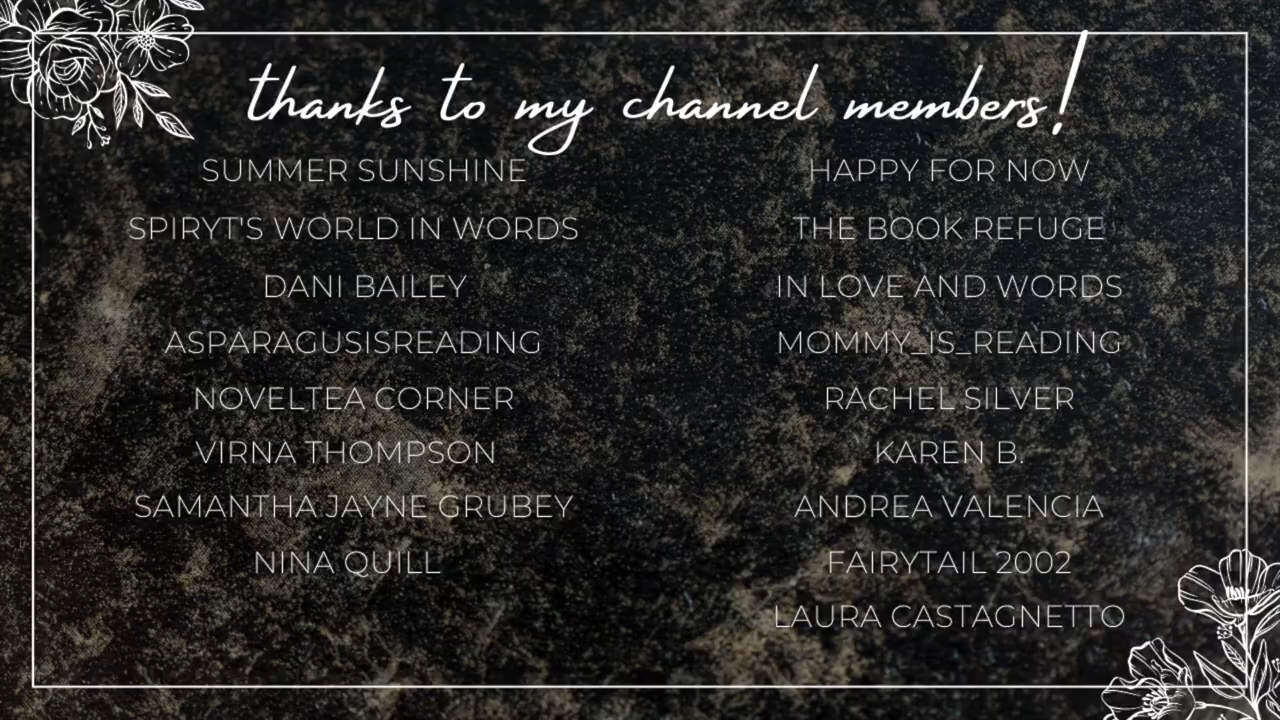 thanks to my channel members!
SUMMER SUNSHINE
SPIRYT'S WORLD IN WORDS
DANI BAILEY
ASPARAGUSISREADING
NOVELTEA CORNER
VIRNA THOMPSON
SAMANTHA JAYNE GRUBEY
NINA QUILL
HAPPY FOR NOW
THE BOOK REFUGE
IN LOVE AND WORDS
MOMMY_IS_READING
RACHEL SILVER
KAREN B.
ANDREA VALENCIA
FAIRYTAIL 2002
LAURA CASTAGNETTO